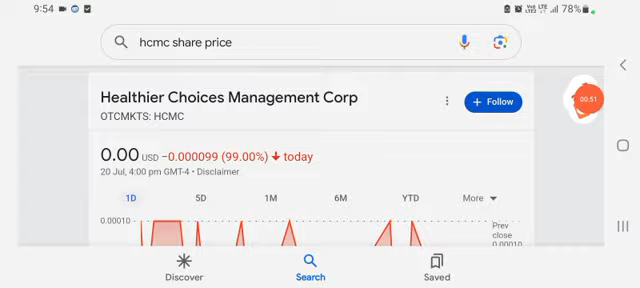 9:54
VoD LTE
78%
hcmc share price
Healthier Choices Management Corp
OTCMKTS: HCMC
+ Follow
00:51
0.00 USD −0.000099 (99.00%) today
20 Jul, 4:00 pm GMT-4 • Disclaimer
1D 5D 1M 6M YTD More
0.00010
Prev
close
0.00010
Discover Search Saved